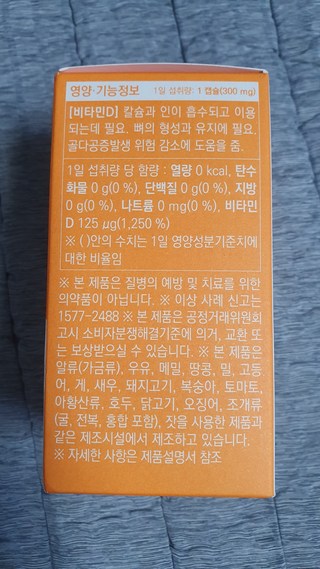 영양·기능정보 1일 섭취량: 1 캡슐(300 mg)
[비타민D] 칼슘과 인이 흡수되고 이용
되는데 필요. 뼈의 형성과 유지에 필요.
골다공증발생 위험 감소에 도움을 줌.
1일 섭취량 당 함량 : 열량 0 kcal, 탄수
화물 0 g(0 %), 단백질 0 g(0 %), 지방
0 g(0 %), 나트륨 0 mg(0 %), 비타민
D 125 µg(1,250 %)
※ ( )안의 수치는 1일 영양성분기준치에
대한 비율임
※ 본 제품은 질병의 예방 및 치료를 위한
의약품이 아닙니다. ※ 이상 사례 신고는
1577-2488 ※ 본 제품은 공정거래위원회
고시 소비자분쟁해결기준에 의거, 교환 또
는 보상받으실 수 있습니다. ※ 본 제품은
알류(가금류), 우유, 메밀, 땅콩, 밀, 고등
어, 게, 새우, 돼지고기, 복숭아, 토마토,
아황산류, 호두, 닭고기, 오징어, 조개류
(굴, 전복, 홍합 포함), 잣을 사용한 제품과
같은 제조시설에서 제조하고 있습니다.
※ 자세한 사항은 제품설명서 참조